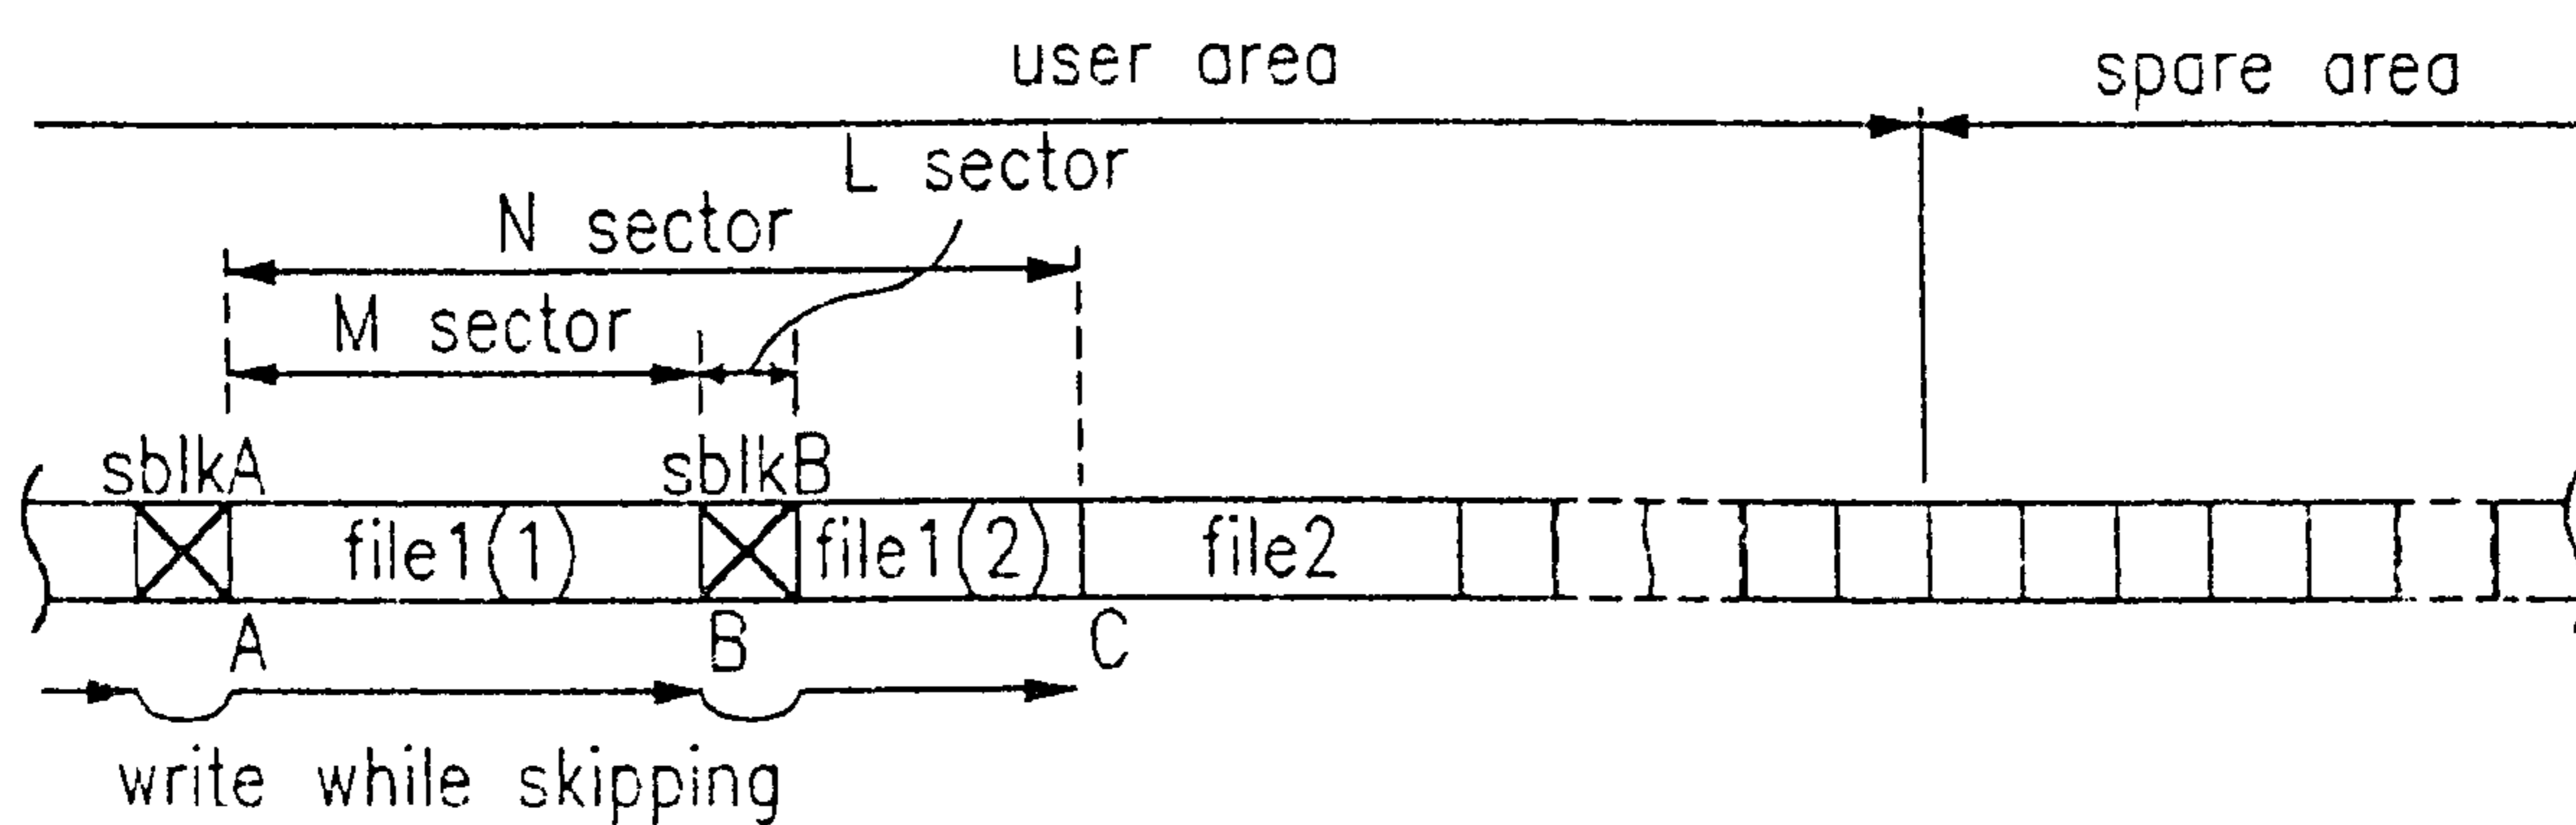 user area
spare area
L sector
N sector
M sector
sblkA
sblkB
file1(1)
file1(2)
file2
A
B
C
write while skipping